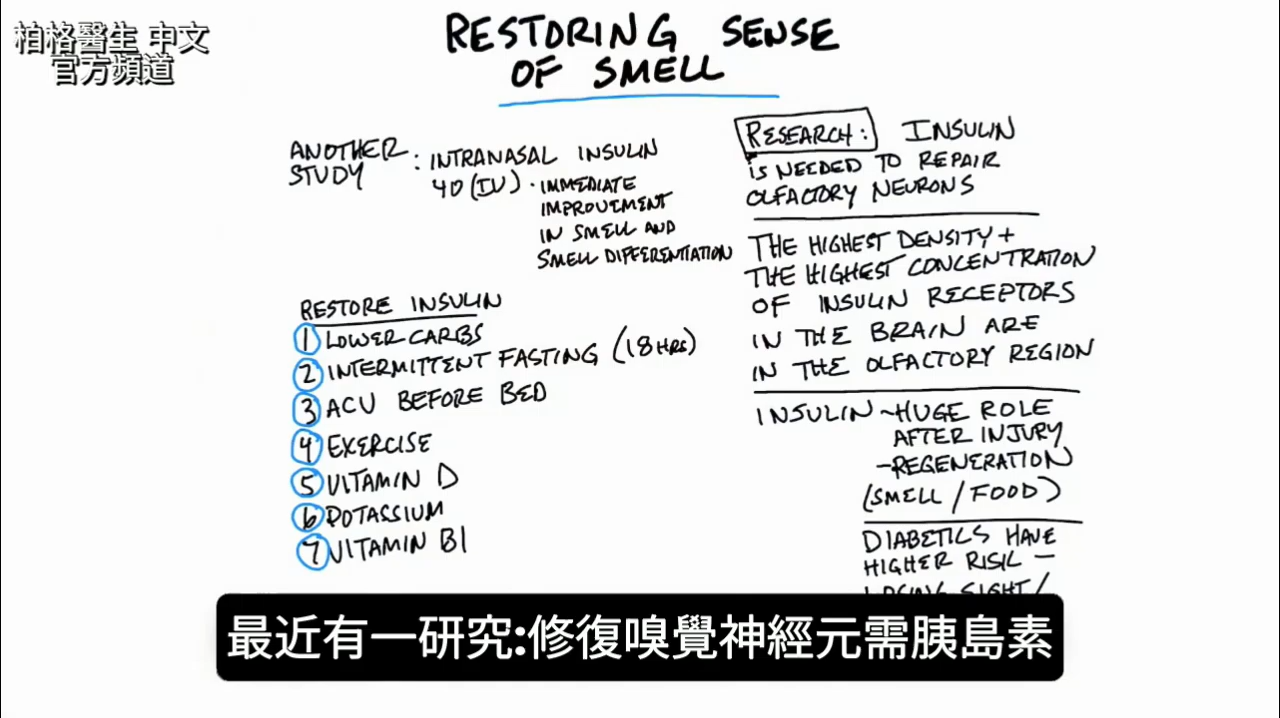 柏格醫生 中文
官方頻道
RESTORING SENSE
OF SMELL
ANOTHER
STUDY : INTRANASAL INSULIN
40 (IU) · IMMEDIATE
IMPROVEMENT
IN SMELL AND
SMELL DIFFERENTIATION
RESTORE INSULIN
1 LOWER CARBS
2 INTERMITTENT FASTING (18 HRS)
3 ACV BEFORE BED
4 EXERCISE
5 VITAMIN D
6 POTASSIUM
7 VITAMIN B1
RESEARCH: INSULIN
IS NEEDED TO REPAIR
OLFACTORY NEURONS
THE HIGHEST DENSITY +
THE HIGHEST CONCENTRATION
OF INSULIN RECEPTORS
IN THE BRAIN ARE
IN THE OLFACTORY REGION
INSULIN ~ HUGE ROLE
AFTER INJURY
- REGENERATION
(SMELL / FOOD)
DIABETICS HAVE
HIGHER RISK –
LOSING SIGHT/
最近有一研究:修復嗅覺神經元需胰島素